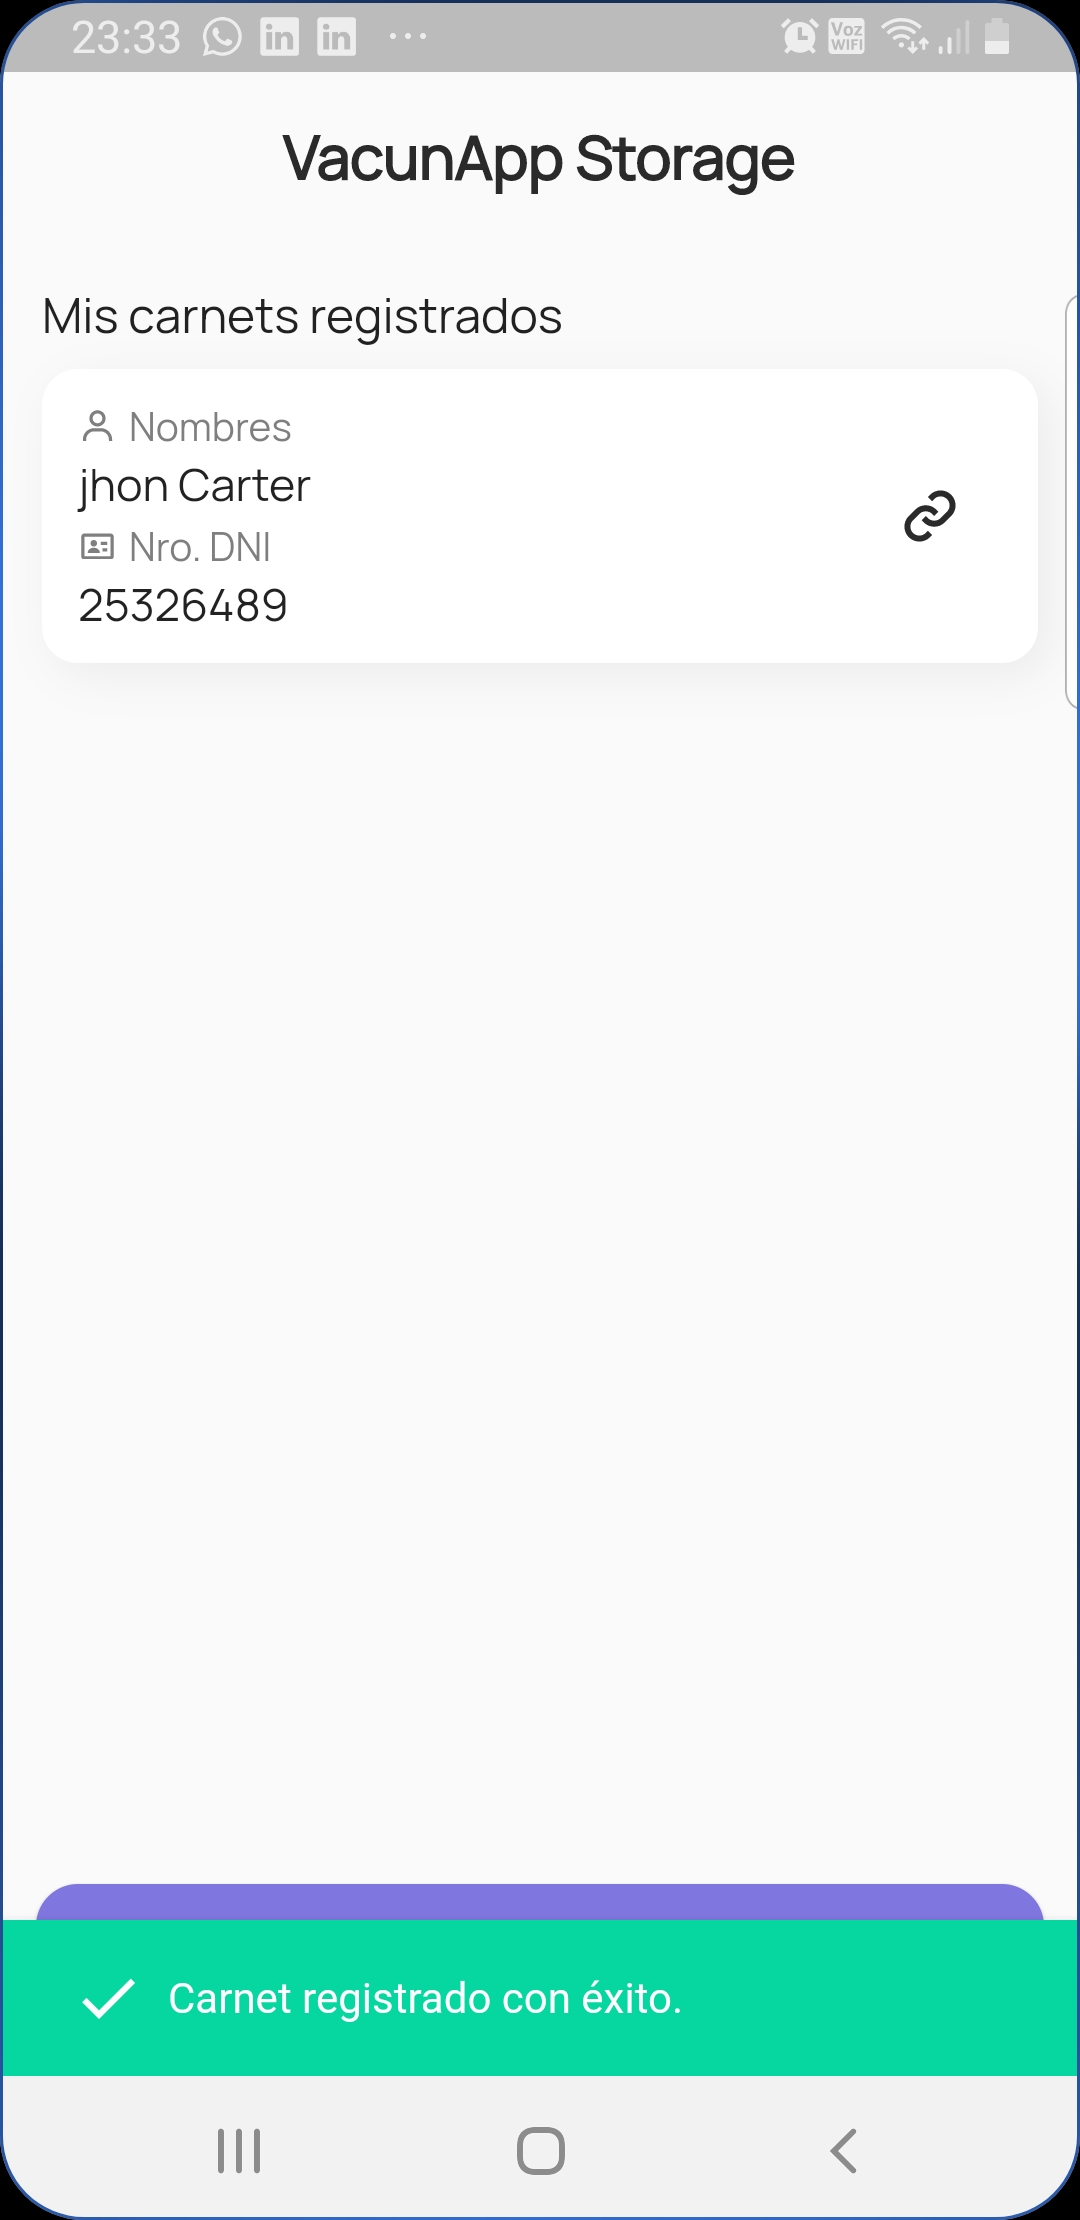 23:33
Voz
WIFI
VacunApp Storage
Mis carnets registrados
Nombres
jhon Carter
Nro. DNI
25326489
Carnet registrado con éxito.